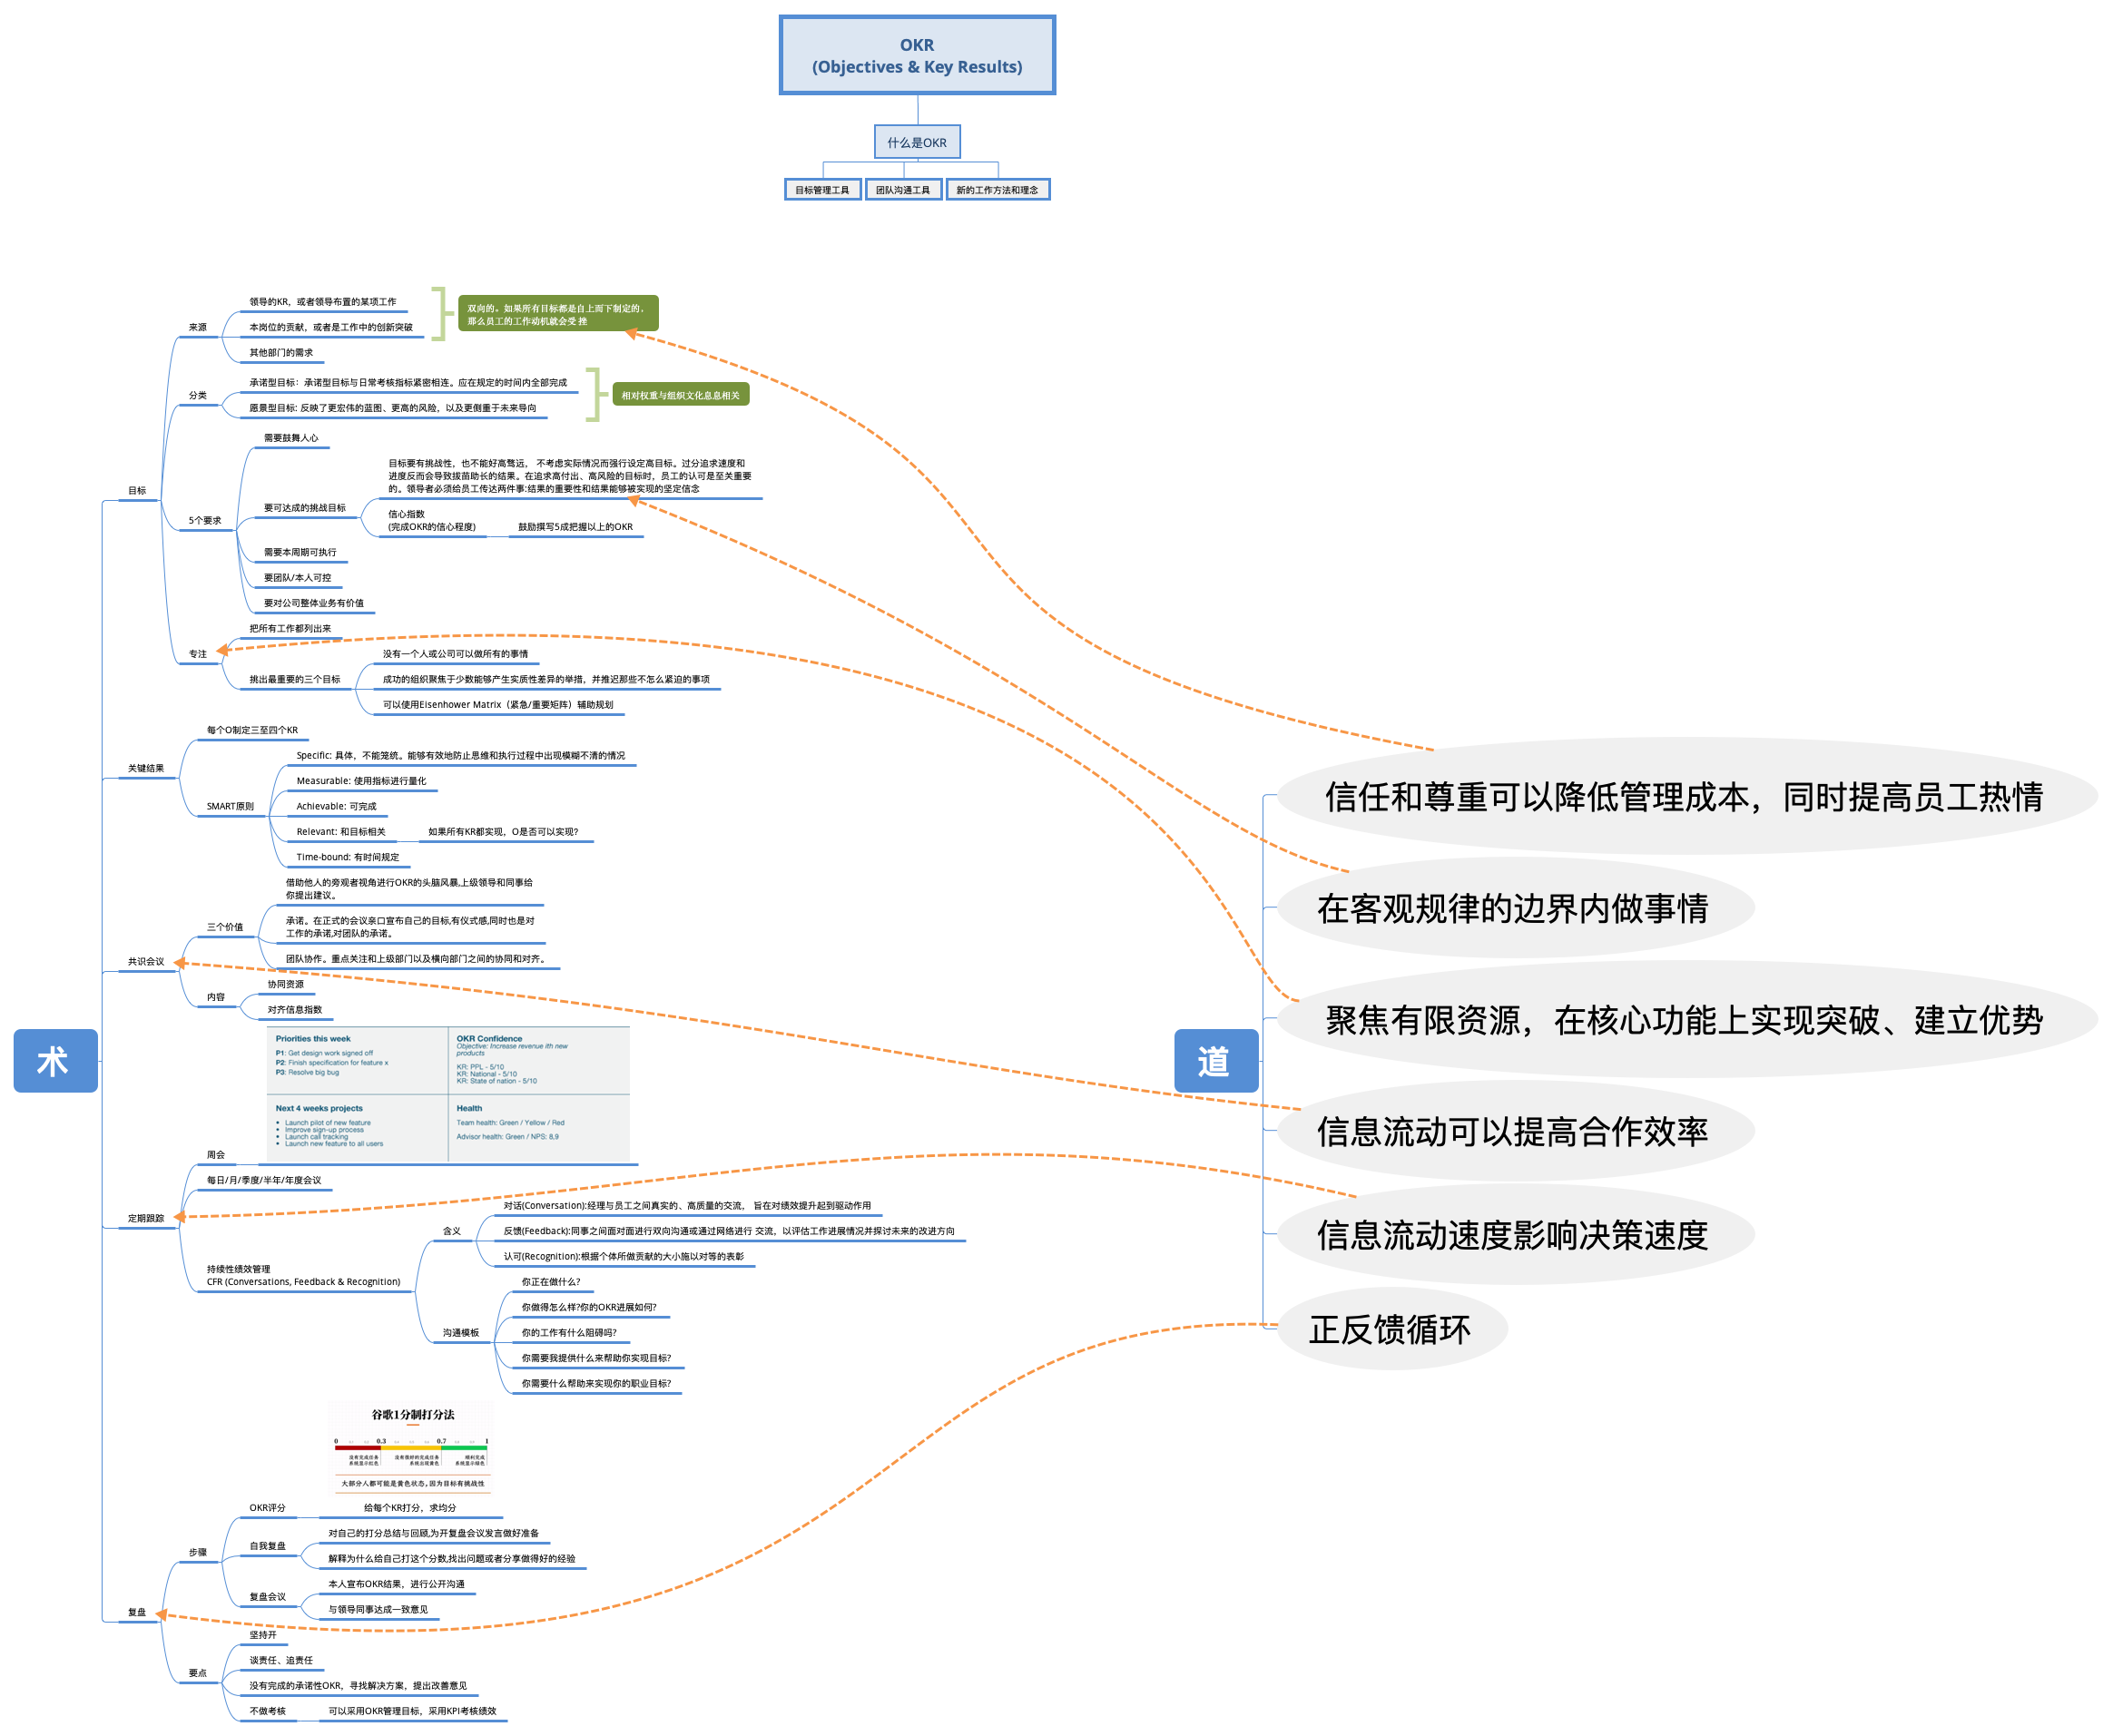 OKR
(Objectives & Key Results)
什么是OKR
目标管理工具
团队沟通工具
新的工作方法和理念
术
目标
来源
领导的KR，或者领导布置的某项工作
本岗位的贡献，或者是工作中的创新突破
其他部门的需求
双向的。如果所有目标都是自上而下制定的、
那么员工的工作动机就会受 挫
分类
承诺型目标：承诺型目标与日常考核指标紧密相连。应在规定的时间内全部完成
愿景型目标: 反映了更宏伟的蓝图、更高的风险，以及更侧重于未来导向
相对权重与组织文化息息相关
5个要求
需要鼓舞人心
要可达成的挑战目标
目标要有挑战性，也不能好高骛远， 不考虑实际情况而强行设定高目标。过分追求速度和
进度反而会导致拔苗助长的结果。在追求高付出、高风险的目标时，员工的认可是至关重要
的。领导者必须给员工传达两件事:结果的重要性和结果能够被实现的坚定信念
信心指数
(完成OKR的信心程度)
鼓励撰写5成把握以上的OKR
需要本周期可执行
要团队/本人可控
要对公司整体业务有价值
专注
把所有工作都列出来
挑出最重要的三个目标
没有一个人或公司可以做所有的事情
成功的组织聚焦于少数能够产生实质性差异的举措，并推迟那些不怎么紧迫的事项
可以使用Eisenhower Matrix（紧急/重要矩阵）辅助规划
关键结果
每个O制定三至四个KR
SMART原则
Specific: 具体，不能笼统。能够有效地防止思维和执行过程中出现模糊不清的情况
Measurable: 使用指标进行量化
Achievable: 可完成
Relevant: 和目标相关
如果所有KR都实现，O是否可以实现?
Time-bound: 有时间规定
共识会议
三个价值
借助他人的旁观者视角进行OKR的头脑风暴,上级领导和同事给
你提出建议。
承诺。在正式的会议亲口宣布自己的目标,有仪式感,同时也是对
工作的承诺,对团队的承诺。
团队协作。重点关注和上级部门以及横向部门之间的协同和对齐。
内容
协同资源
对齐信息指数
定期跟踪
周会
Priorities this week
P1: Get design work signed off
P2: Finish specification for feature x
P3: Resolve big bug
OKR Confidence
Objective: Increase revenue ith new
products
KR: PPL - 5/10
KR: National - 5/10
KR: State of nation - 5/10
Next 4 weeks projects
• Launch pilot of new feature
• Improve sign-up process
• Launch call tracking
• Launch new feature to all users
Health
Team health: Green / Yellow / Red
Advisor health: Green / NPS: 8,9
每日/月/季度/半年/年度会议
持续性绩效管理
CFR (Conversations, Feedback & Recognition)
含义
对话(Conversation):经理与员工之间真实的、高质量的交流， 旨在对绩效提升起到驱动作用
反馈(Feedback):同事之间面对面进行双向沟通或通过网络进行 交流，以评估工作进展情况并探讨未来的改进方向
认可(Recognition):根据个体所做贡献的大小施以对等的表彰
沟通模板
你正在做什么?
你做得怎么样?你的OKR进展如何?
你的工作有什么阻碍吗?
你需要我提供什么来帮助你实现目标?
你需要什么帮助来实现你的职业目标?
复盘
步骤
OKR评分
谷歌1分制打分法
0
0.3
0.7
1
没有完成任务
系统显示红色
没有很好的完成任务
系统出现黄色
顺利完成
系统显示绿色
大部分人都可能是黄色状态,因为目标有挑战性
给每个KR打分，求均分
自我复盘
对自己的打分总结与回顾,为开复盘会议发言做好准备
解释为什么给自己打这个分数,找出问题或者分享做得好的经验
复盘会议
本人宣布OKR结果，进行公开沟通
与领导同事达成一致意见
要点
坚持开
谈责任、追责任
没有完成的承诺性OKR，寻找解决方案，提出改善意见
不做考核
可以采用OKR管理目标，采用KPI考核绩效
道
信任和尊重可以降低管理成本，同时提高员工热情
在客观规律的边界内做事情
聚焦有限资源，在核心功能上实现突破、建立优势
信息流动可以提高合作效率
信息流动速度影响决策速度
正反馈循环